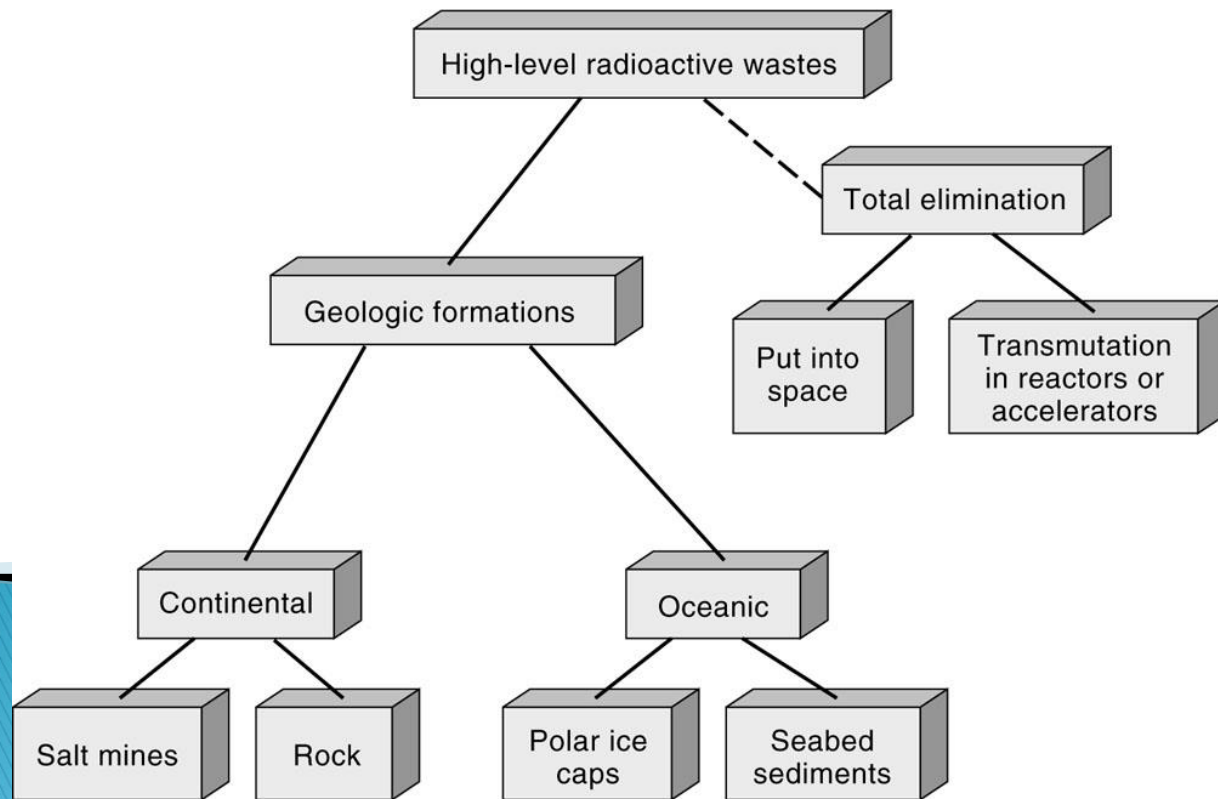 High-level radioactive wastes
Total elimination
Geologic formations
Put into
space
Transmutation
in reactors or
accelerators
Continental
Oceanic
Salt mines
Rock
Polar ice
caps
Seabed
sediments